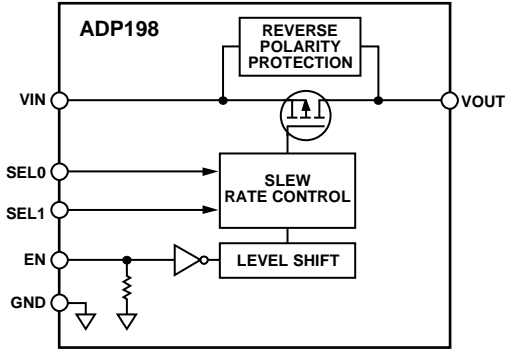 ADP198
REVERSE
POLARITY
PROTECTION
VIN
VOUT
SEL0
SLEW
RATE CONTROL
SEL1
EN
LEVEL SHIFT
GND